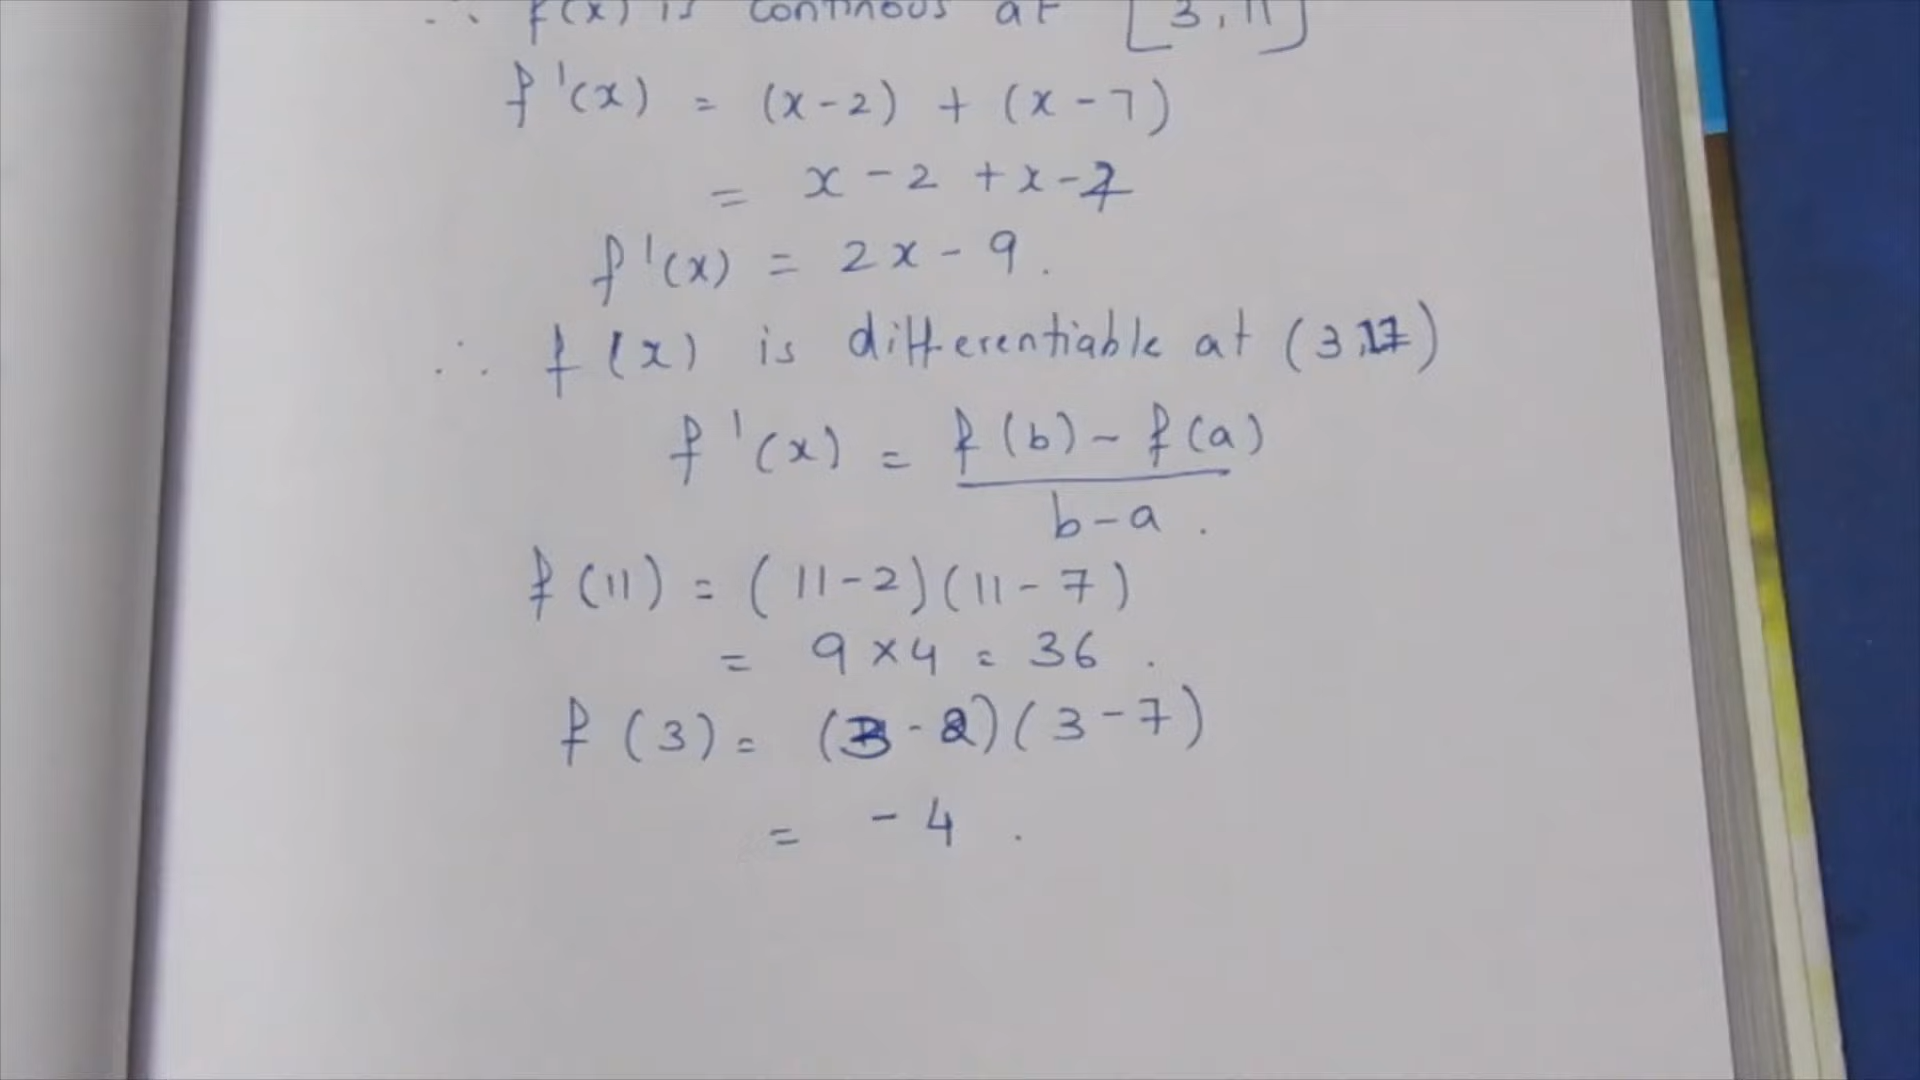 ∴ f(x) is continous at [3, 11]
f'(x) = (x-2) + (x-7)
= x - 2 + x - 7
f'(x) = 2x - 9.
∴ f(x) is differentiable at (3,
f'(x) = f(b) - f(a)
b-a .
f(11) = (11-2)(11-7)
= 9 × 4 = 36 .
f(3) = (3-2)(3-7)
= -4 .